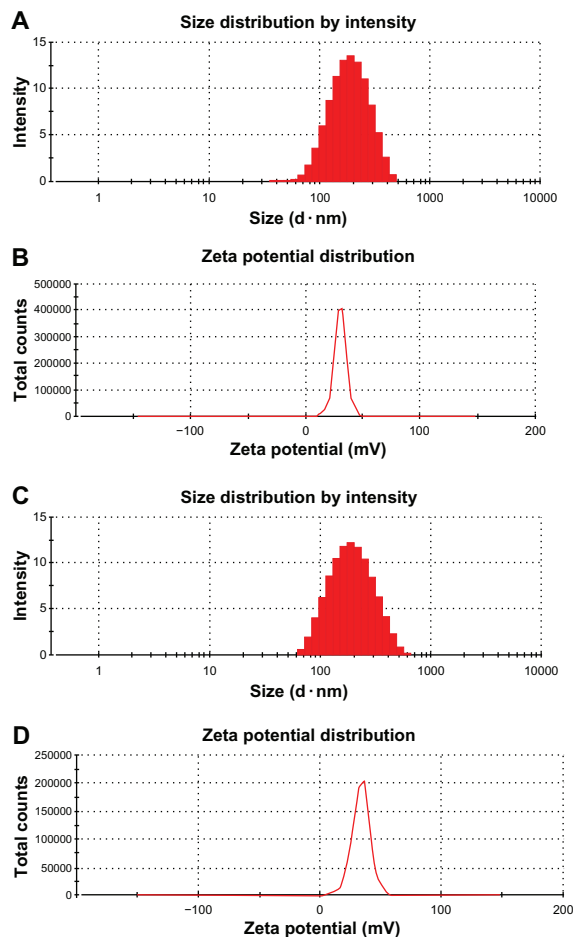 A
Size distribution by intensity
15
10
5
0
Intensity
1 10 100 1000 10000
Size (d·nm)
B
Zeta potential distribution
500000
400000
300000
200000
100000
0
Total counts
−100 0 100 200
Zeta potential (mV)
C
Size distribution by intensity
15
10
5
0
Intensity
1 10 100 1000 10000
Size (d·nm)
D
Zeta potential distribution
250000
200000
150000
100000
50000
0
Total counts
−100 0 100 200
Zeta potential (mV)